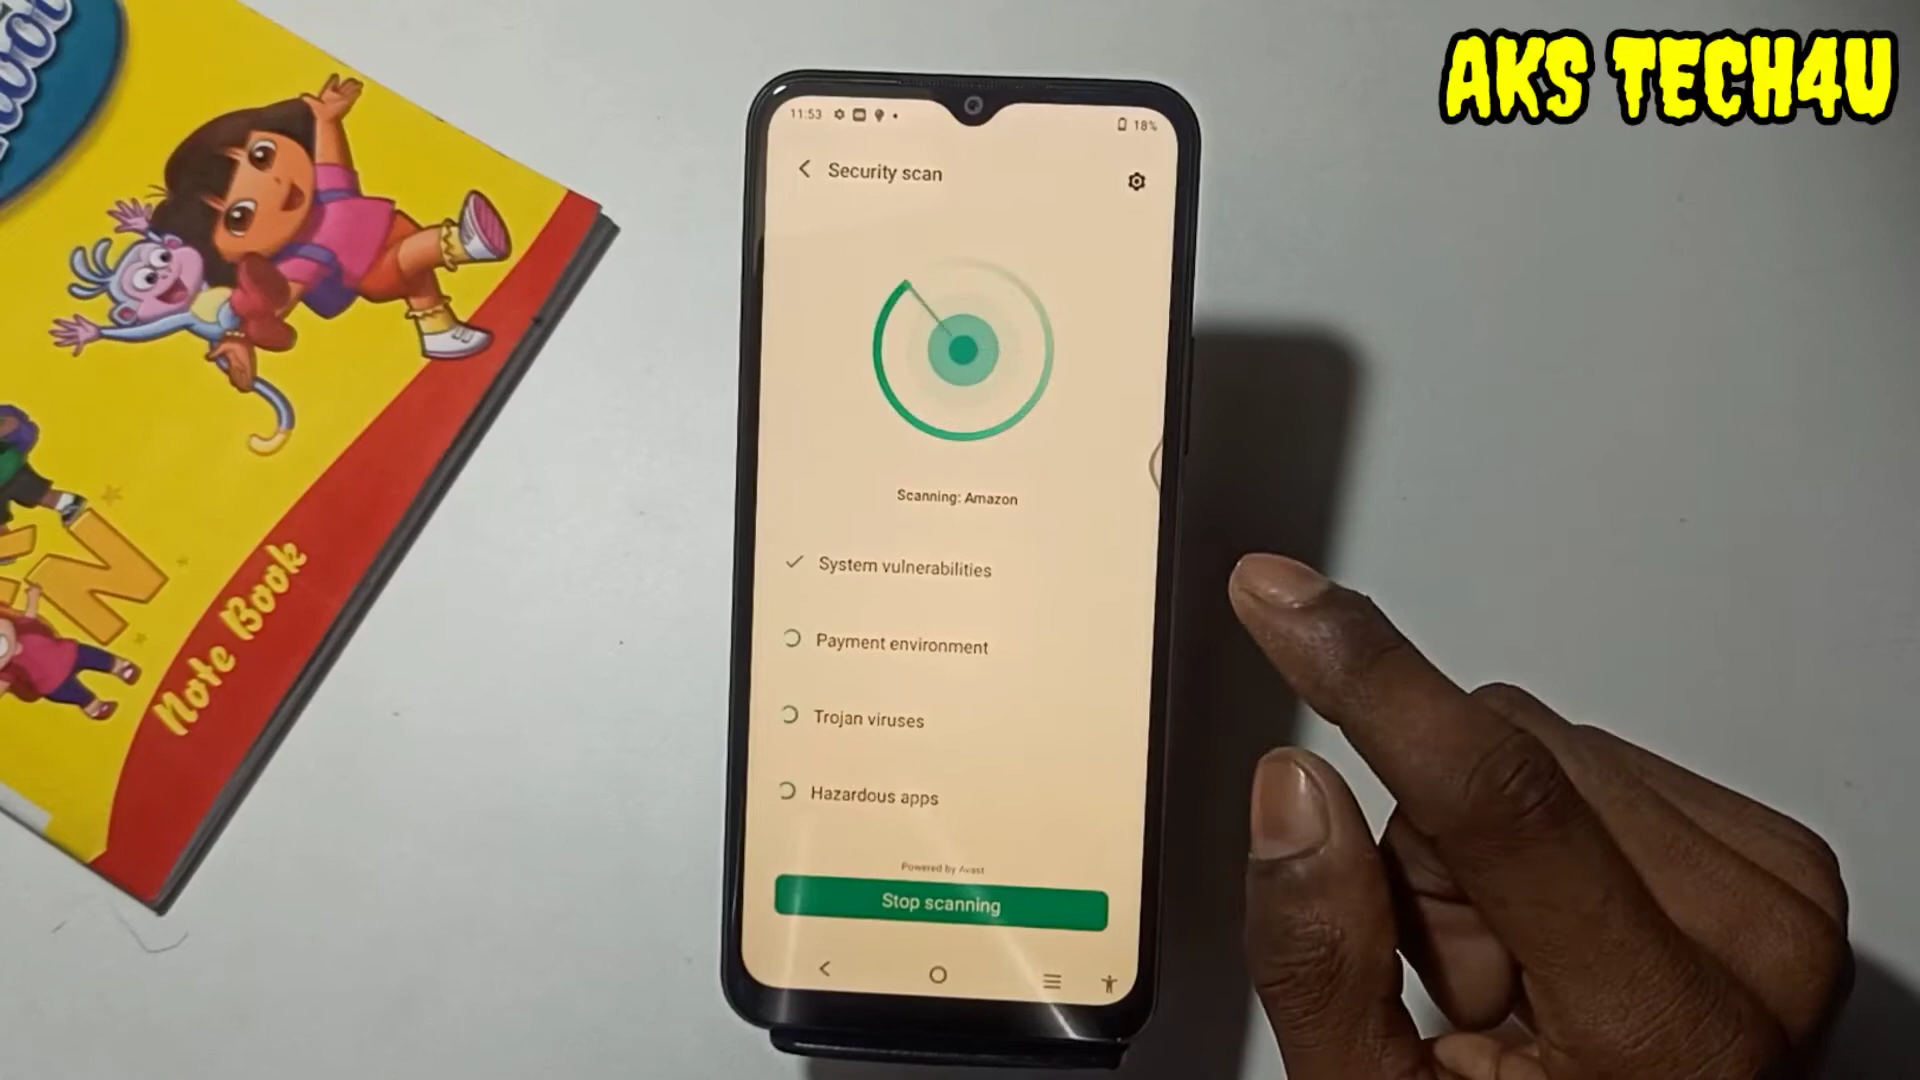 AKS TECH4U
11:53
18%
Security scan
Scanning: Amazon
System vulnerabilities
Payment environment
Trojan viruses
Hazardous apps
Powered by Avast
Stop scanning
Note Book